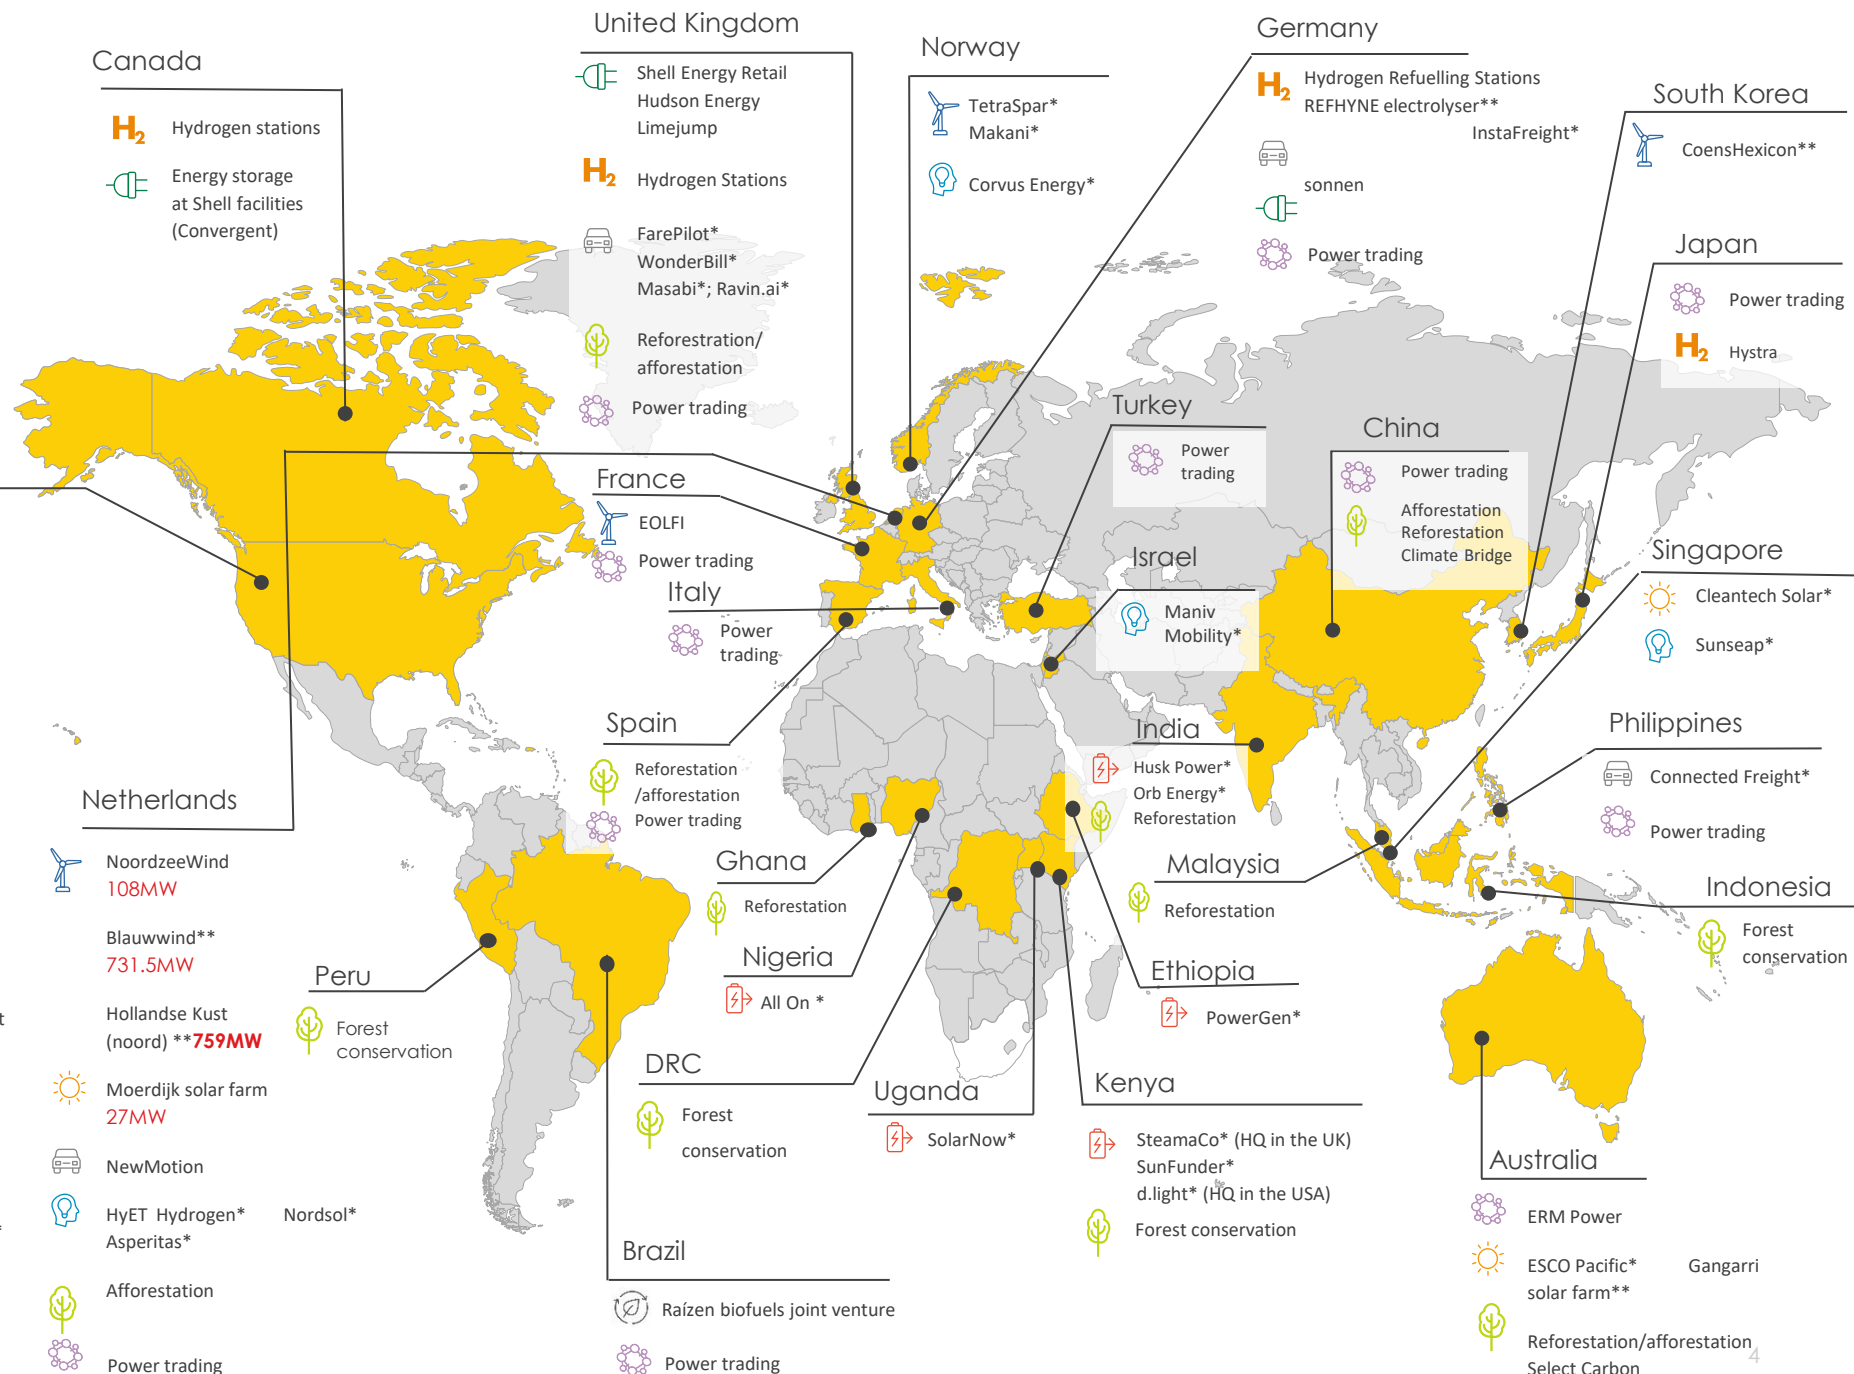 Canada
H2 Hydrogen stations
Energy storage
at Shell facilities
(Convergent)
United Kingdom
Shell Energy Retail
Hudson Energy
Limejump
H2 Hydrogen Stations
FarePilot*
WonderBill*
Masabi*; Ravin.ai*
Reforestration/
afforestation
Power trading
Norway
TetraSpar*
Makani*
Corvus Energy*
Germany
H2 Hydrogen Refuelling Stations
REFHYNE electrolyser**
InstaFreight*
sonnen
Power trading
South Korea
CoensHexicon**
Japan
Power trading
H2 Hystra
Turkey
Power
trading
China
Power trading
Afforestation
Reforestation
Climate Bridge
France
EOLFI
Power trading
Italy
Power
trading
Israel
Maniv
Mobility*
Singapore
Cleantech Solar*
Sunseap*
Spain
Reforestation
/afforestation
Power trading
India
Husk Power*
Orb Energy*
Reforestation
Philippines
Connected Freight*
Power trading
Netherlands
NoordzeeWind
108MW
Blauwwind**
731.5MW
Hollandse Kust
(noord) **759MW
Moerdijk solar farm
27MW
NewMotion
HyET Hydrogen* Nordsol*
Asperitas*
Afforestation
Power trading
Ghana
Reforestation
Malaysia
Reforestation
Indonesia
Forest
conservation
Peru
Forest
conservation
Nigeria
All On *
Ethiopia
PowerGen*
DRC
Forest
conservation
Uganda
SolarNow*
Kenya
SteamaCo* (HQ in the UK)
SunFunder*
d.light* (HQ in the USA)
Forest conservation
Australia
ERM Power
ESCO Pacific* Gangarri
solar farm**
Reforestation/afforestation
Select Carbon
Brazil
Raízen biofuels joint venture
Power trading
t
4